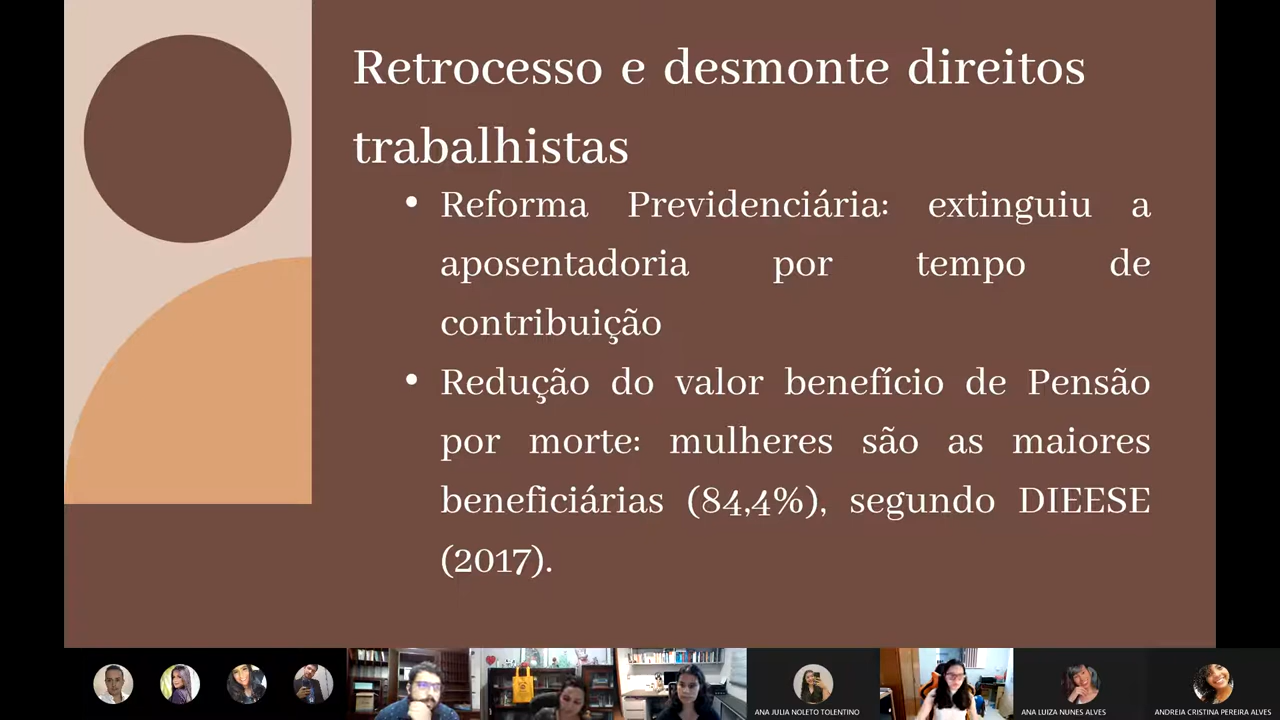 Retrocesso e desmonte direitos
trabalhistas
• Reforma Previdenciária: extinguiu a
aposentadoria por tempo de
contribuição
• Redução do valor benefício de Pensão
por morte: mulheres são as maiores
beneficiárias (84,4%), segundo DIEESE
(2017).
ANA JULIA NOLETO TOLENTINO
ANA LUIZA NUNES ALVES
ANDREIA CRISTINA PEREIRA ALVES